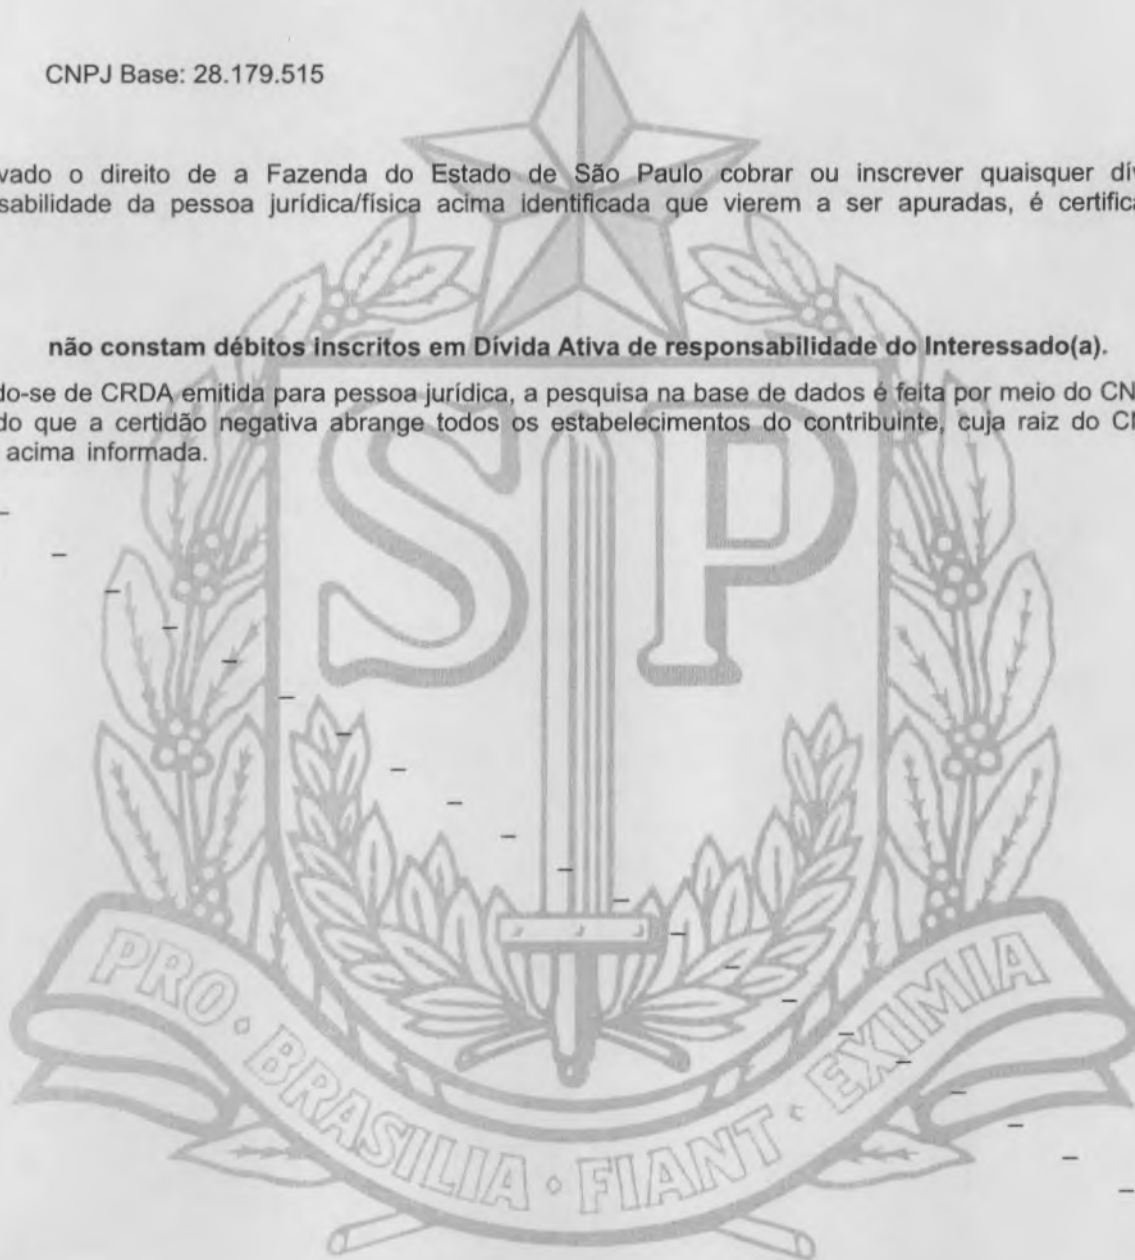 CNPJ Base: 28.179.515
vado o direito de a Fazenda do Estado de São Paulo cobrar ou inscrever quaisquer dív
sabilidade da pessoa jurídica/física acima identificada que vierem a ser apuradas, é certifica
não constam débitos inscritos em Dívida Ativa de responsabilidade do Interessado(a).
do-se de CRDA emitida para pessoa jurídica, a pesquisa na base de dados é feita por meio do CN
do que a certidão negativa abrange todos os estabelecimentos do contribuinte, cuja raiz do C
acima informada.
SP
PRO · BRASILIA · FIANT · EXIMIA